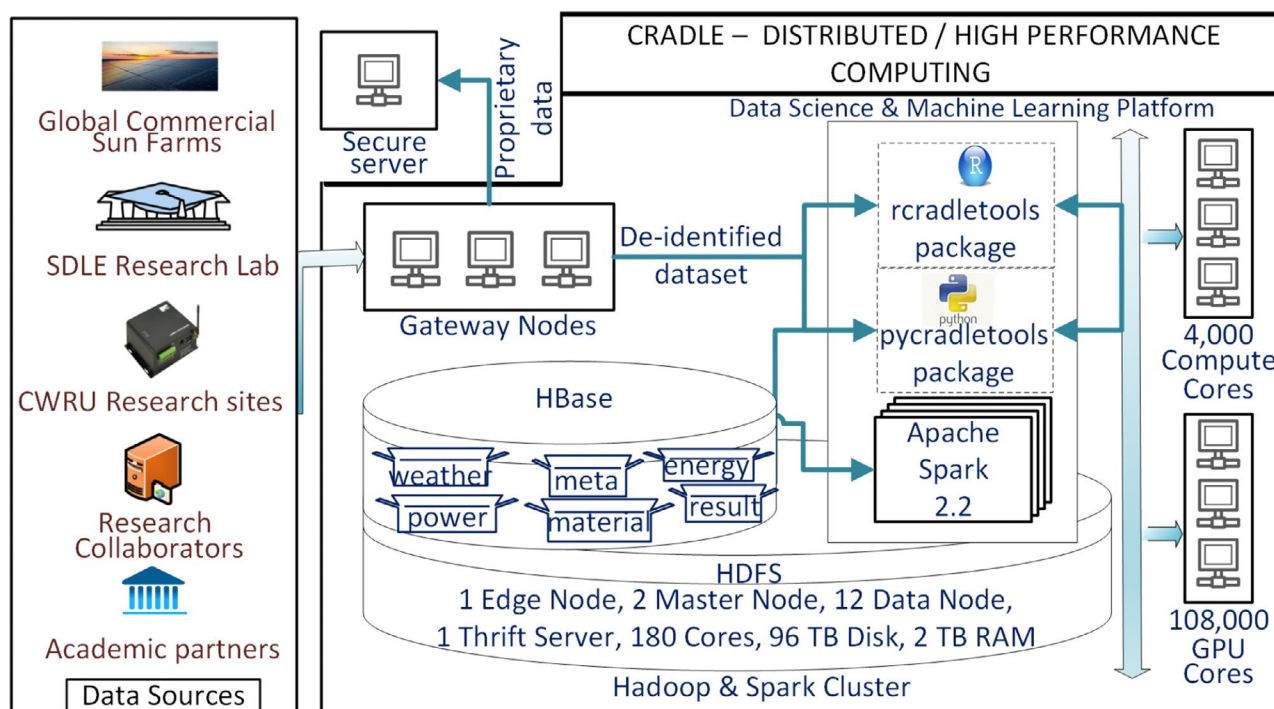 Global Commercial
Sun Farms
SDLE Research Lab
CWRU Research sites
Research
Collaborators
Academic partners
Data Sources
Secure
server
Proprietary
data
CRADLE – DISTRIBUTED / HIGH PERFORMANCE
COMPUTING
Data Science & Machine Learning Platform
Gateway Nodes
De-identified
dataset
R
rcradletools
package
python
pycradletools
package
Apache
Spark
2.2
HBase
weather
meta
energy
power
material
result
HDFS
1 Edge Node, 2 Master Node, 12 Data Node,
1 Thrift Server, 180 Cores, 96 TB Disk, 2 TB RAM
Hadoop & Spark Cluster
4,000
Compute
Cores
108,000
GPU
Cores